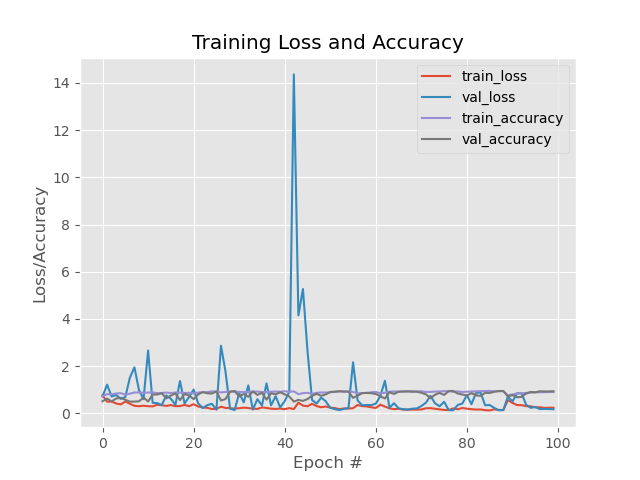 Training Loss and Accuracy
train_loss
val_loss
train_accuracy
val_accuracy
14
12
10
8
6
4
2
0
Loss/Accuracy
0 20 40 60 80 100
Epoch #